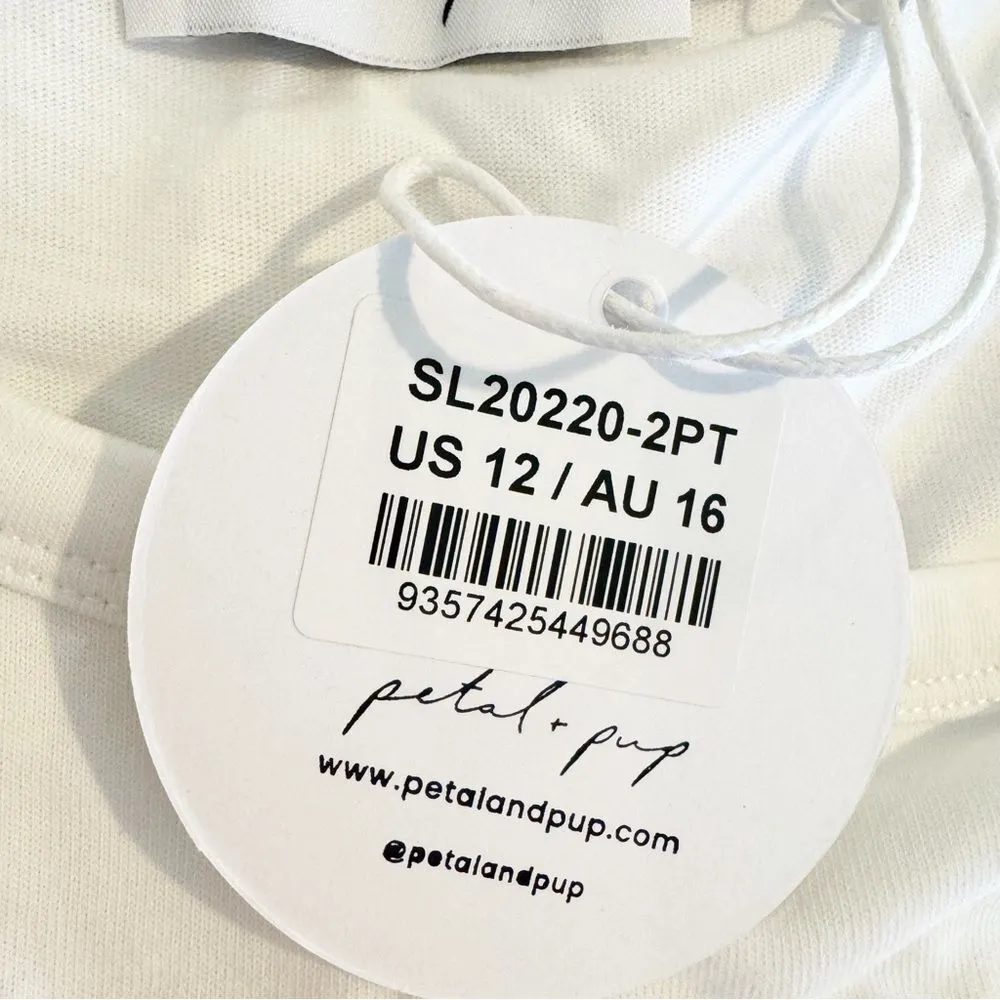 SL20220-2PT
US 12 / AU 16
9357425449688
petal + pup
www.petalandpup.com
@petalandpup